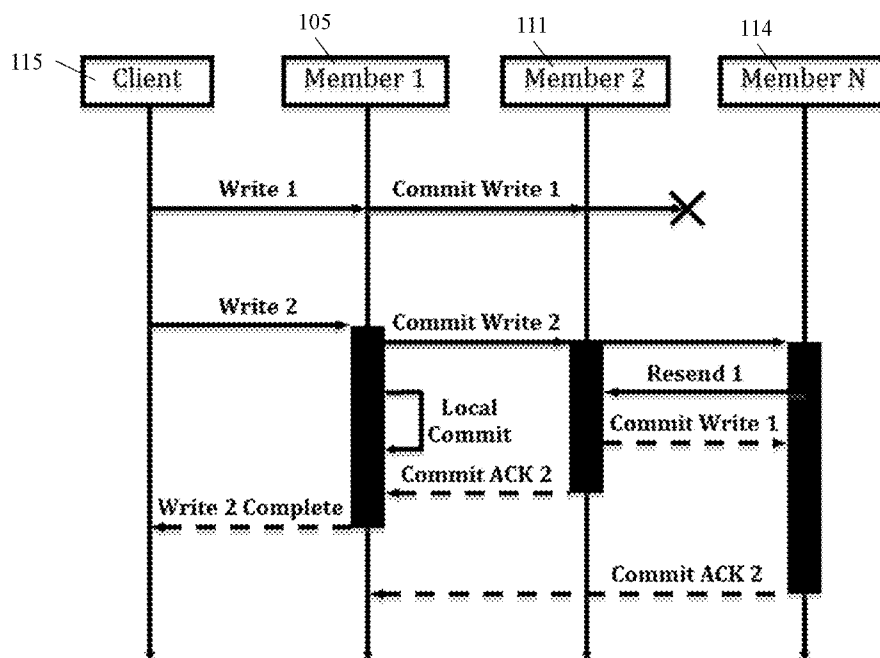 105
111
114
115
Client
Member 1
Member 2
Member N
Write 1
Commit Write 1
Write 2
Commit Write 2
Resend 1
Local
Commit
Commit Write 1
Commit ACK 2
Write 2 Complete
Commit ACK 2